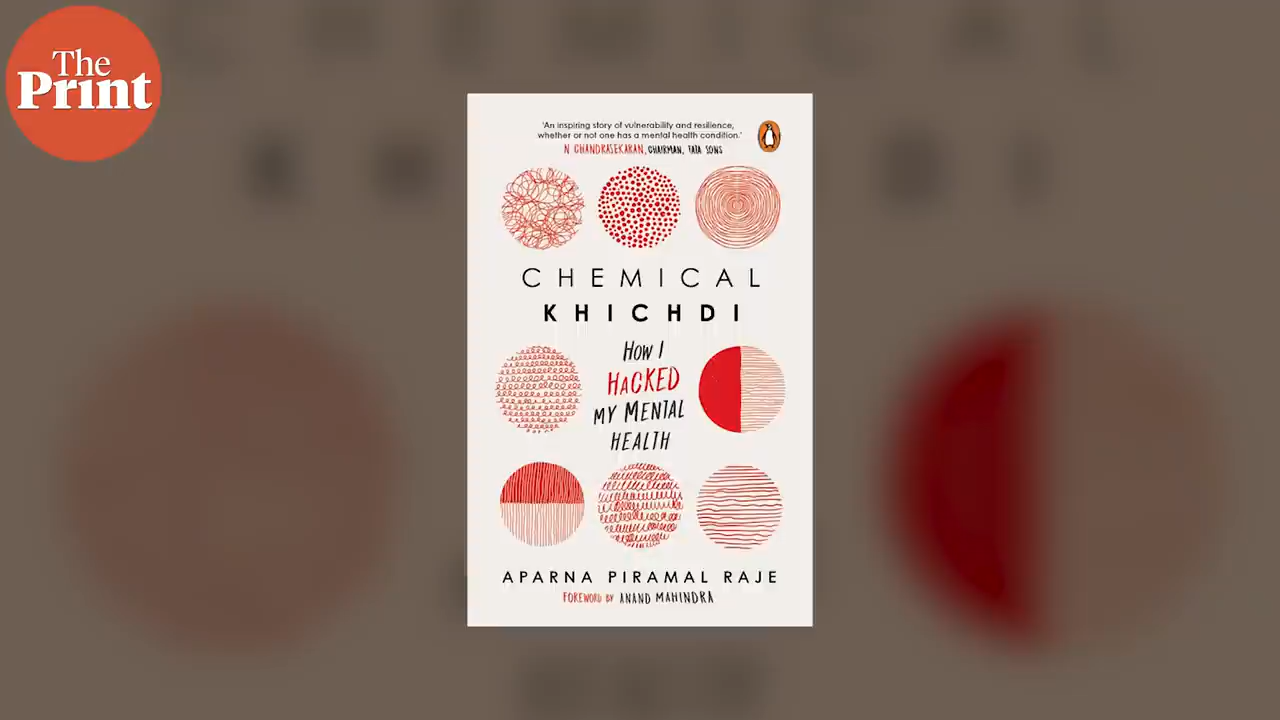 The
Print
'An inspiring story of vulnerability and resilience,
whether or not one has a mental health condition.'
N CHANDRASEKARAN, CHAIRMAN, TATA SONS
CHEMICAL
KHICHDI
How I
HaCKED
MY MENTAL
HEALTH
APARNA PIRAMAL RAJE
FOREWORD BY ANAND MAHINDRA